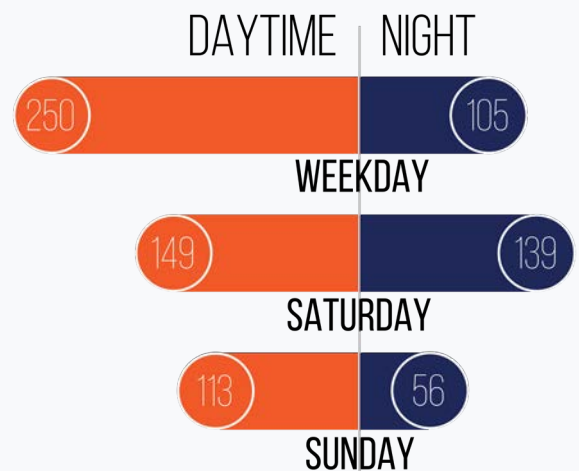 DAYTIME NIGHT
250 105
WEEKDAY
149 139
SATURDAY
113 56
SUNDAY